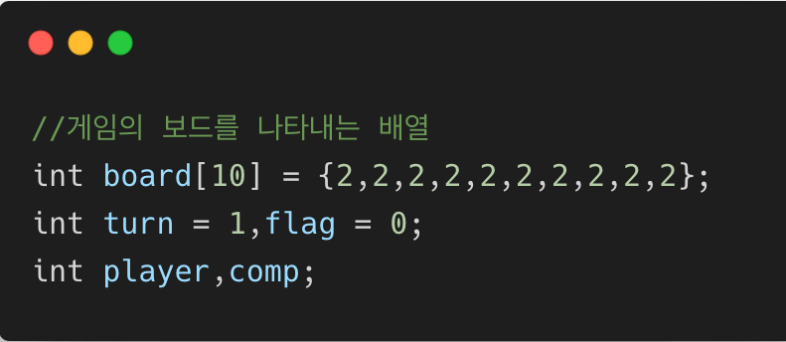 //게임의 보드를 나타내는 배열
int board[10] = {2,2,2,2,2,2,2,2,2,2};
int turn = 1,flag = 0;
int player,comp;